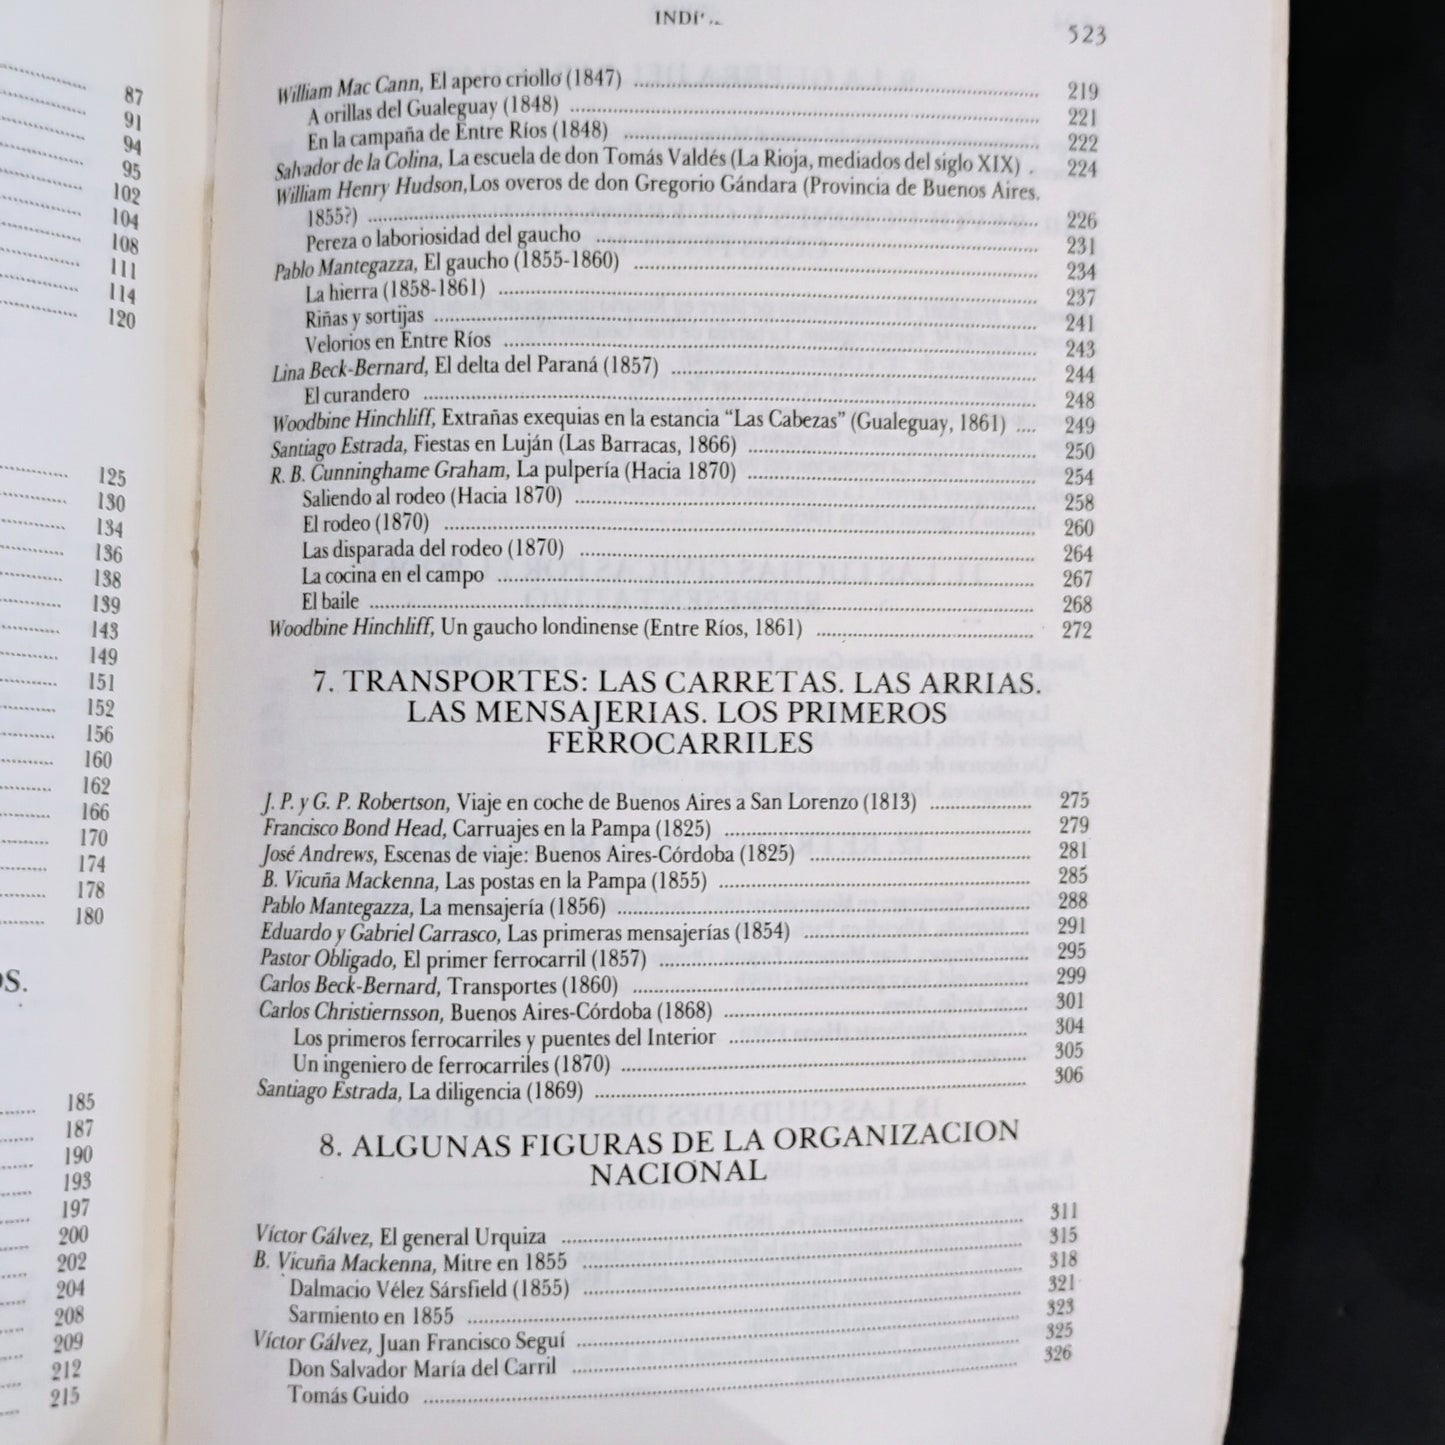 87
91
94
95
102
104
108
111
114
120
125
130
134
136
138
139
143
149
151
152
156
160
162
166
170
174
178
180
OS.
185
187
190
193
197
200
202
204
208
209
212
215
523
William Mac Cann, El apero criollo (1847) 219
A orillas del Gualeguay (1848) 221
En la campaña de Entre Ríos (1848) 222
Salvador de la Colina, La escuela de don Tomás Valdés (La Rioja, mediados del siglo XIX) . 224
William Henry Hudson, Los overos de don Gregorio Gándara (Provincia de Buenos Aires,
1855?) 226
Pereza o laboriosidad del gaucho 231
Pablo Mantegazza, El gaucho (1855-1860) 234
La hierra (1858-1861) 237
Riñas y sortijas 241
Velorios en Entre Ríos 243
Lina Beck-Bernard, El delta del Paraná (1857) 244
El curandero 248
Woodbine Hinchliff, Extrañas exequias en la estancia “Las Cabezas” (Gualeguay, 1861) .... 249
Santiago Estrada, Fiestas en Luján (Las Barracas, 1866) 250
R. B. Cunninghame Graham, La pulpería (Hacia 1870) 254
Saliendo al rodeo (Hacia 1870) 258
El rodeo (1870) 260
Las disparada del rodeo (1870) 264
La cocina en el campo 267
El baile 268
Woodbine Hinchliff, Un gaucho londinense (Entre Ríos, 1861) 272
7. TRANSPORTES: LAS CARRETAS. LAS ARRIAS.
LAS MENSAJERIAS. LOS PRIMEROS
FERROCARRILES
J. P. y G. P. Robertson, Viaje en coche de Buenos Aires a San Lorenzo (1813) 275
Francisco Bond Head, Carruajes en la Pampa (1825) 279
José Andrews, Escenas de viaje: Buenos Aires-Córdoba (1825) 281
B. Vicuña Mackenna, Las postas en la Pampa (1855) 285
Pablo Mantegazza, La mensajería (1856) 288
Eduardo y Gabriel Carrasco, Las primeras mensajerías (1854) 291
Pastor Obligado, El primer ferrocarril (1857) 295
Carlos Beck-Bernard, Transportes (1860) 299
Carlos Christiernsson, Buenos Aires-Córdoba (1868) 301
Los primeros ferrocarriles y puentes del Interior 304
Un ingeniero de ferrocarriles (1870) 305
Santiago Estrada, La diligencia (1869) 306
8. ALGUNAS FIGURAS DE LA ORGANIZACION
NACIONAL
Víctor Gálvez, El general Urquiza 311
B. Vicuña Mackenna, Mitre en 1855 315
Dalmacio Vélez Sársfield (1855) 318
Sarmiento en 1855 321
Víctor Gálvez, Juan Francisco Seguí 323
Don Salvador María del Carril 325
Tomás Guido 326